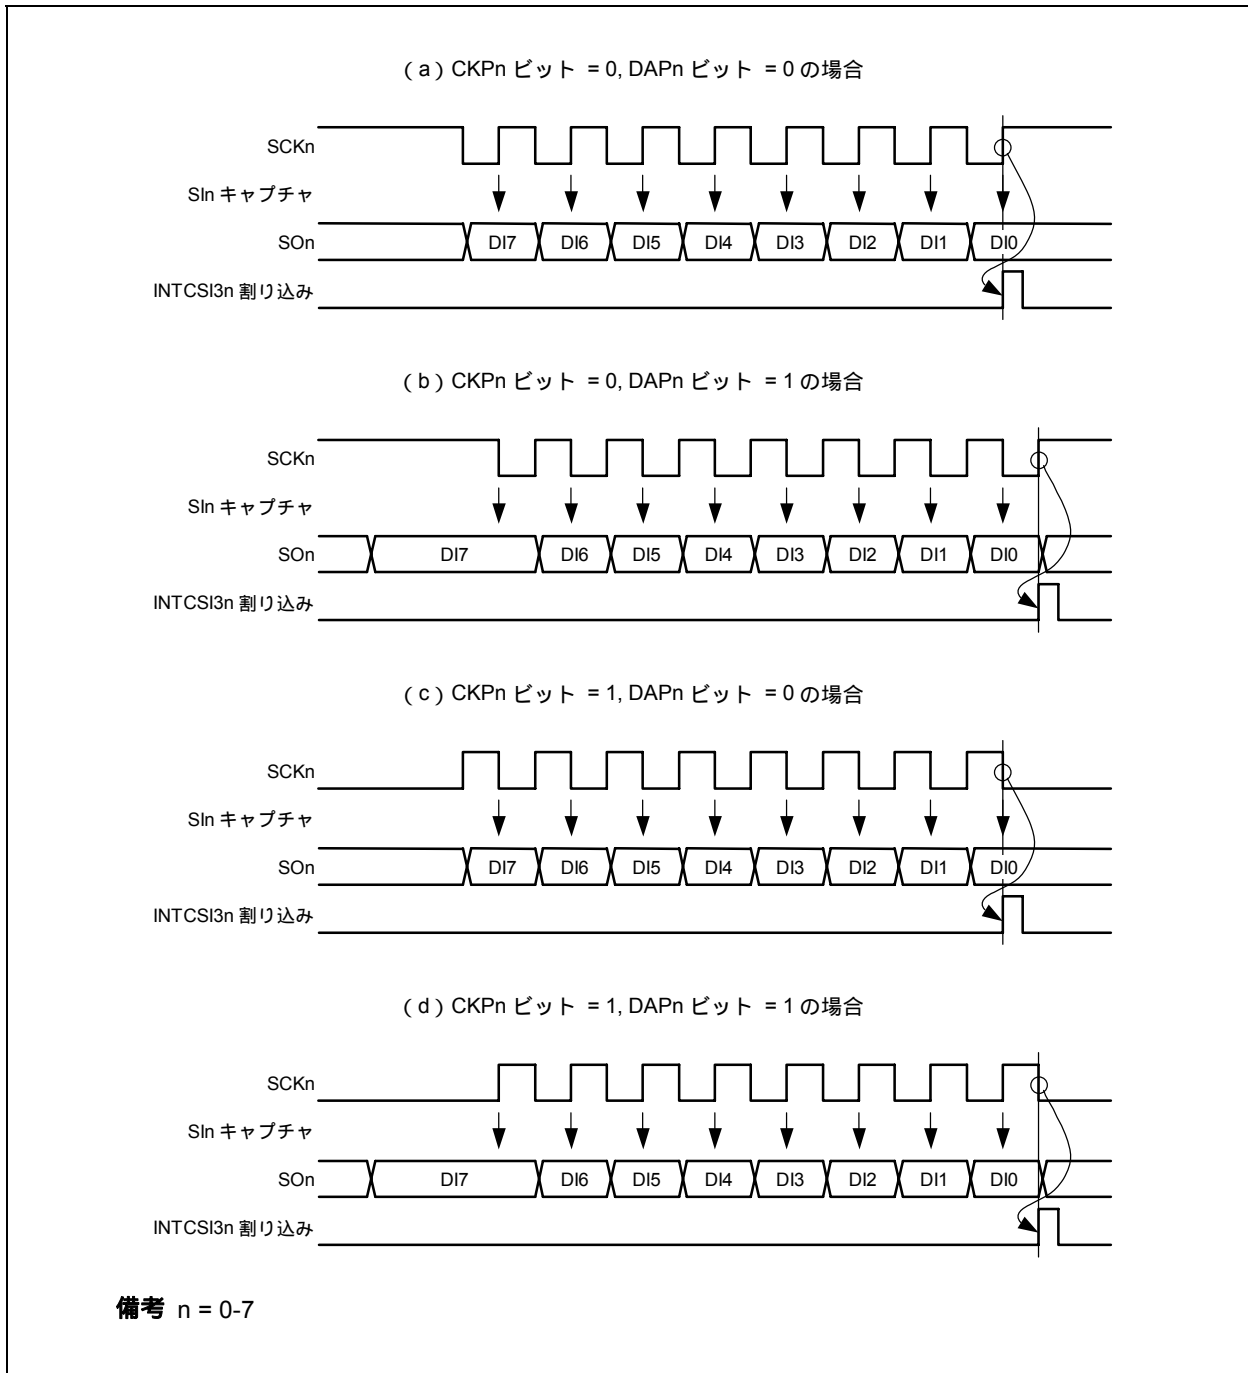 (a) CKPn ビット = 0, DAPn ビット = 0 の場合
SCKn
SIn キャプチャ
SOn DI7 DI6 DI5 DI4 DI3 DI2 DI1 DI0
INTCSI3n 割り込み
(b) CKPn ビット = 0, DAPn ビット = 1 の場合
SCKn
SIn キャプチャ
SOn DI7 DI6 DI5 DI4 DI3 DI2 DI1 DI0
INTCSI3n 割り込み
(c) CKPn ビット = 1, DAPn ビット = 0 の場合
SCKn
SIn キャプチャ
SOn DI7 DI6 DI5 DI4 DI3 DI2 DI1 DI0
INTCSI3n 割り込み
(d) CKPn ビット = 1, DAPn ビット = 1 の場合
SCKn
SIn キャプチャ
SOn DI7 DI6 DI5 DI4 DI3 DI2 DI1 DI0
INTCSI3n 割り込み
備考 n = 0-7